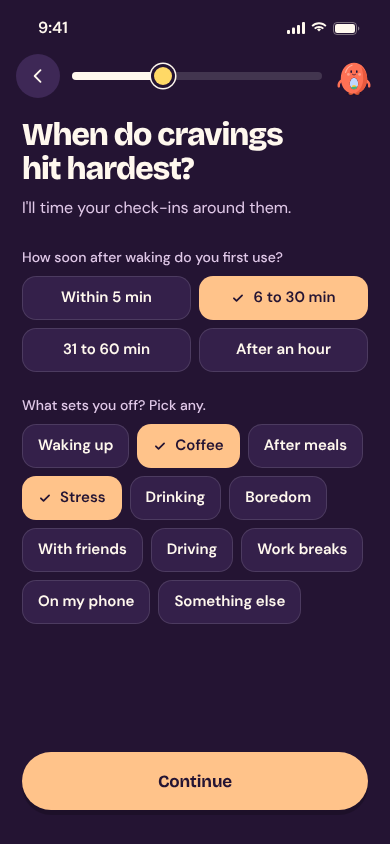 9:41
When do cravings
hit hardest?
I'll time your check-ins around them.
How soon after waking do you first use?
Within 5 min
6 to 30 min
31 to 60 min
After an hour
What sets you off? Pick any.
Waking up
Coffee
After meals
Stress
Drinking
Boredom
With friends
Driving
Work breaks
On my phone
Something else
Continue